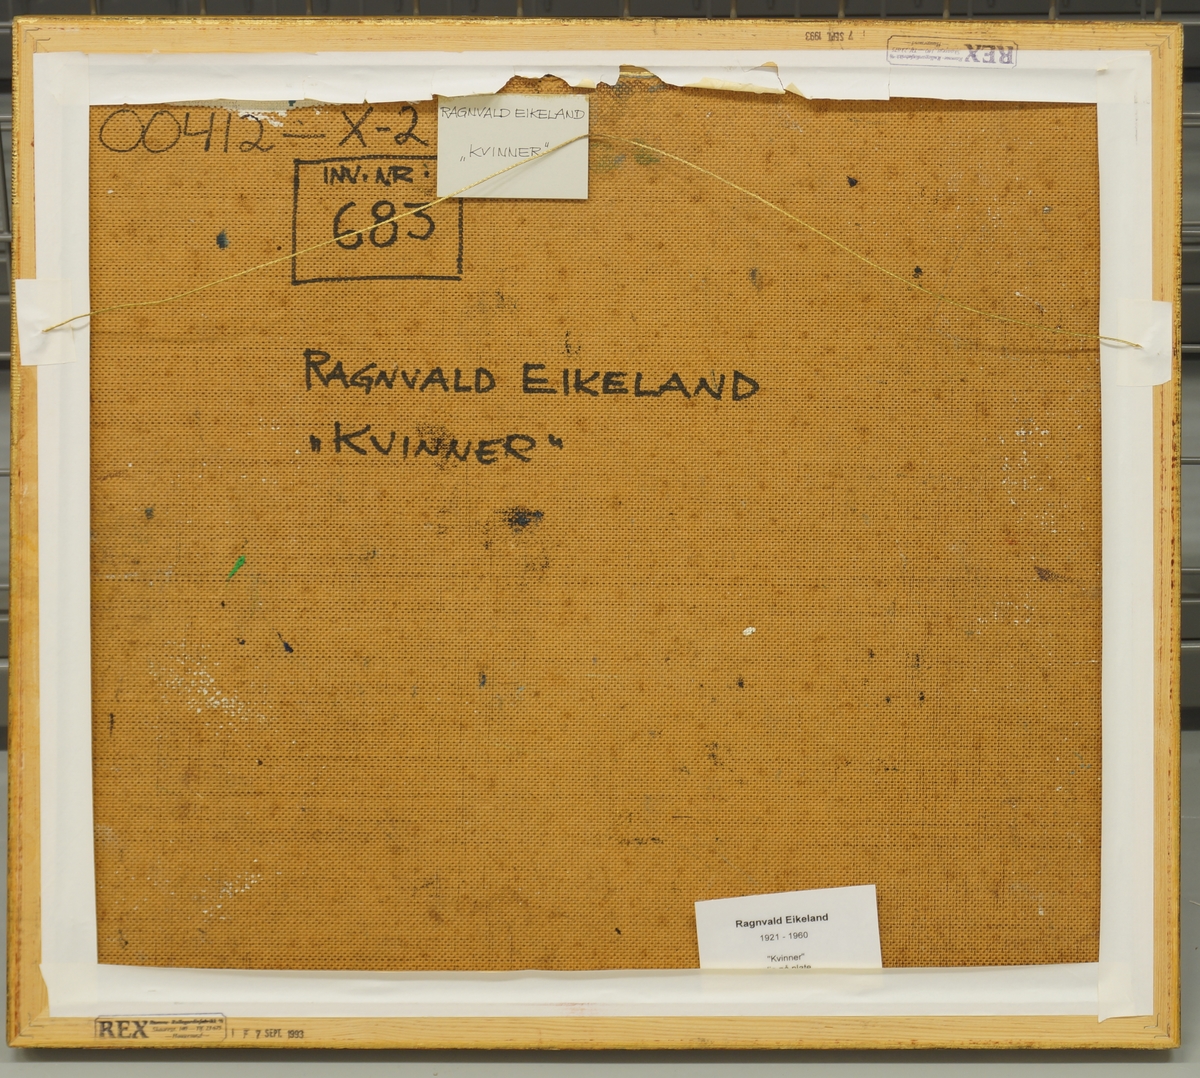 7 SEPT. 1993
REX
00412 = X-2
RAGNVALD EIKELAND
„KVINNER"
INV. NR.
683
RAGNVALD EIKELAND
„KVINNER"
Ragnvald Eikeland
1921 - 1960
"Kvinner"
plate
REX
F 7 SEPT. 1993